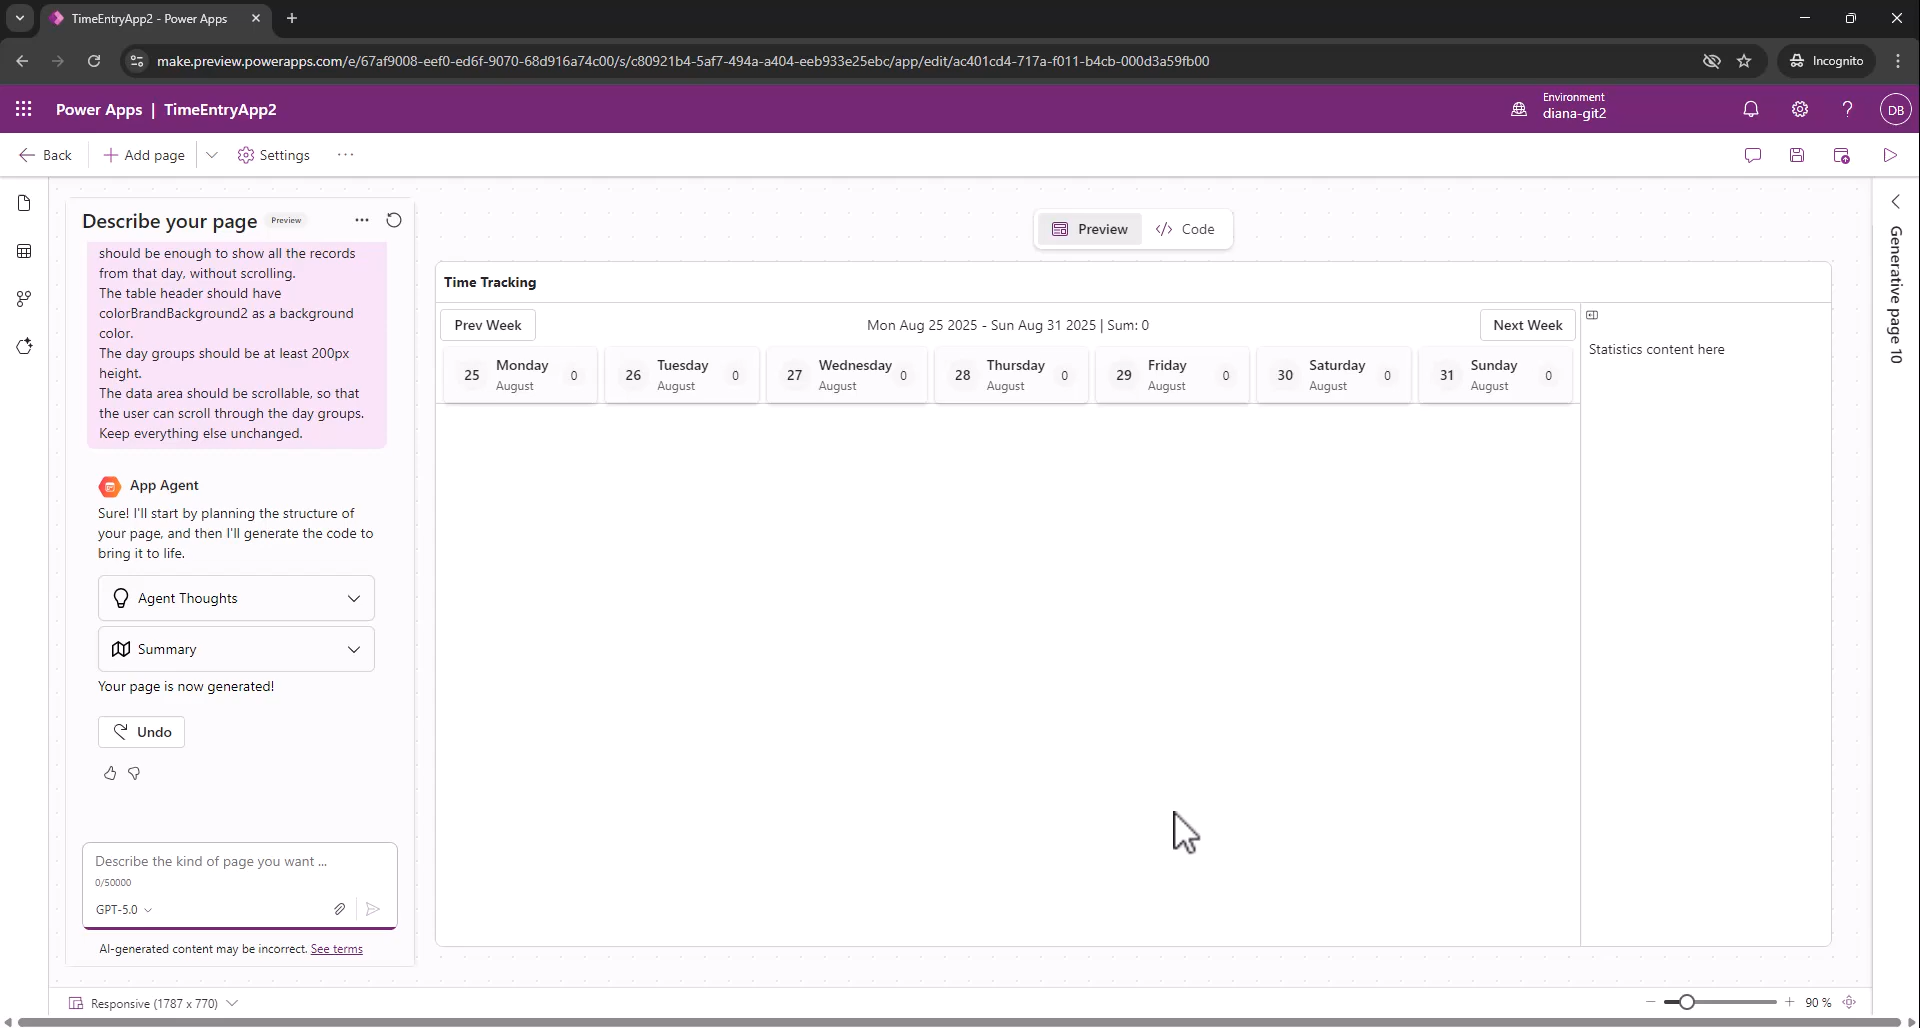 TimeEntryApp2 - Power Apps
make.preview.powerapps.com/e/67af9008-eef0-ed6f-9070-68d916a74c00/s/c80921b4-5af7-494a-a404-eeb933e25ebc/app/edit/ac401cd4-717a-f011-b4cb-000d3a59fb00
Incognito
Power Apps | TimeEntryApp2
Environment
diana-git2
DB
Back
Add page
Settings
Describe your page
Preview
should be enough to show all the records
from that day, without scrolling.
The table header should have
colorBrandBackground2 as a background
color.
The day groups should be at least 200px
height.
The data area should be scrollable, so that
the user can scroll through the day groups.
Keep everything else unchanged.
App Agent
Sure! I'll start by planning the structure of
your page, and then I'll generate the code to
bring it to life.
Agent Thoughts
Summary
Your page is now generated!
Undo
Describe the kind of page you want ...
0/50000
GPT-5.0
AI-generated content may be incorrect. See terms
Preview
Code
Time Tracking
Prev Week
Mon Aug 25 2025 - Sun Aug 31 2025 | Sum: 0
Next Week
25 Monday August 0
26 Tuesday August 0
27 Wednesday August 0
28 Thursday August 0
29 Friday August 0
30 Saturday August 0
31 Sunday August 0
Statistics content here
Generative page 10
Responsive (1787 x 770)
90 %